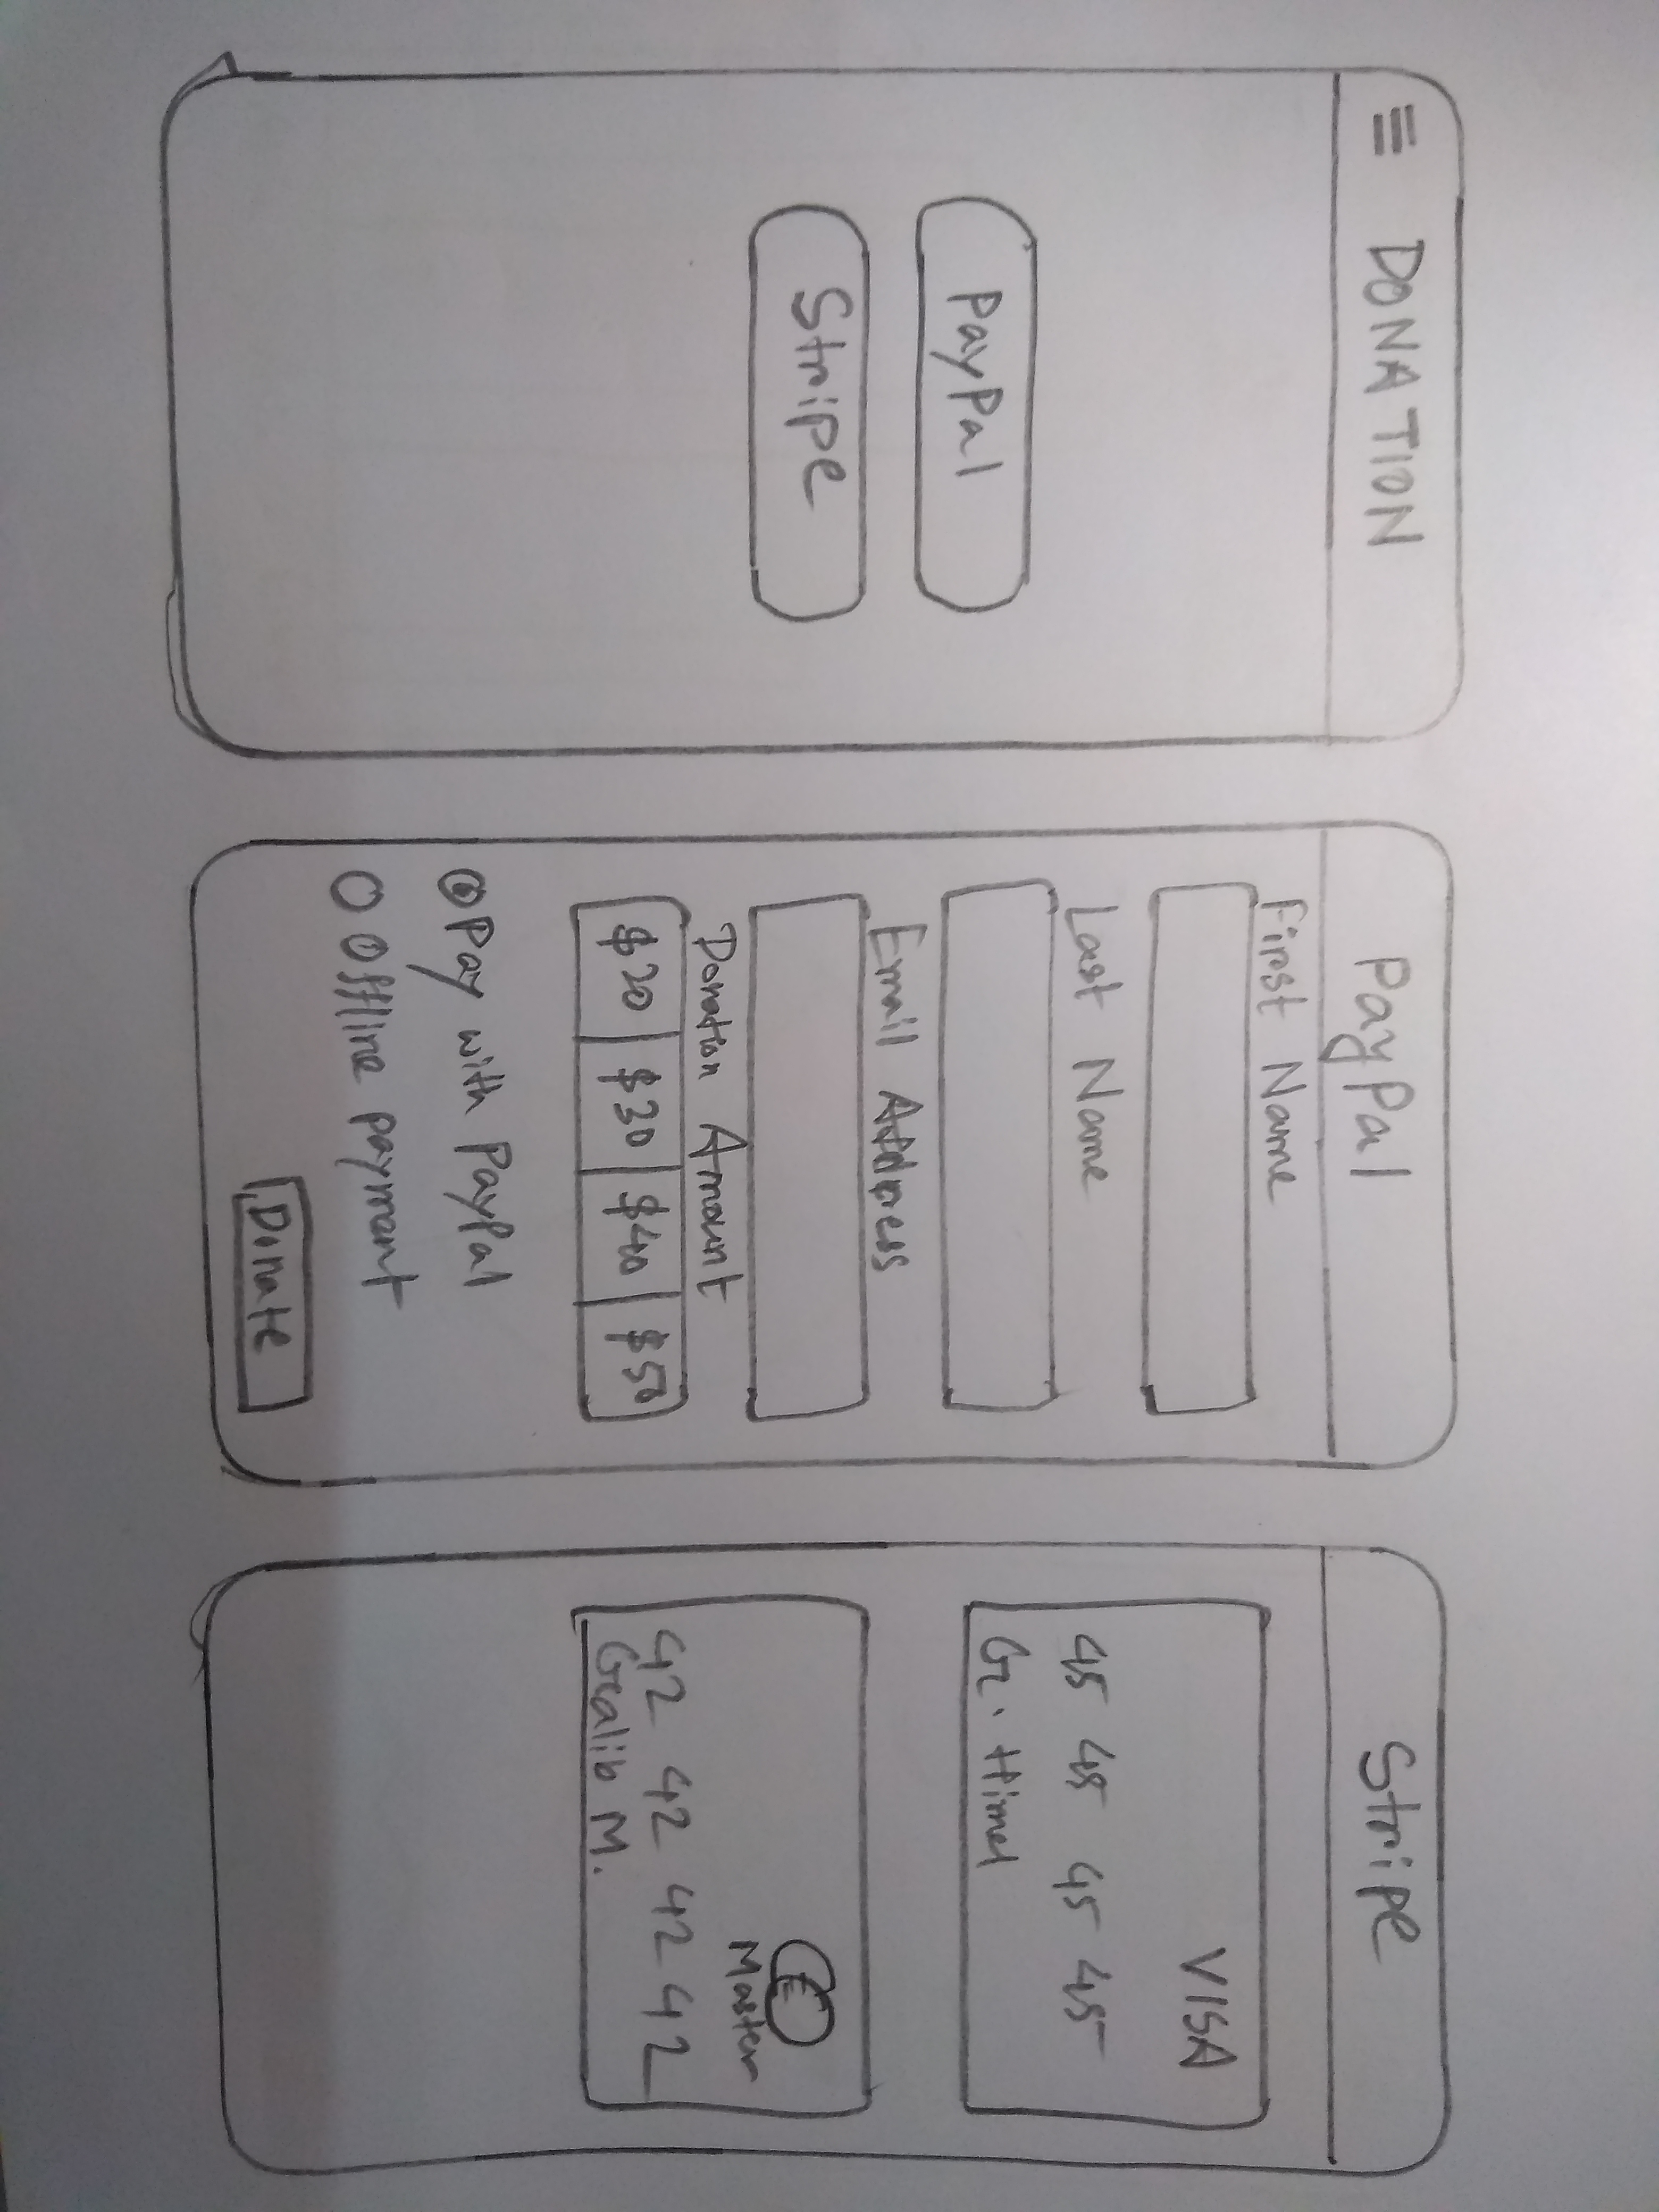 DONATION
PayPal
Stripe
PayPal
First Name
Last Name
Email Address
Donation Amount
$20 $30 $40 $50
Pay with PayPal
Offline payment
Donate
Stripe
VISA
45 45 45 45
G. Himel
Master
42 42 42 42
Galib M.